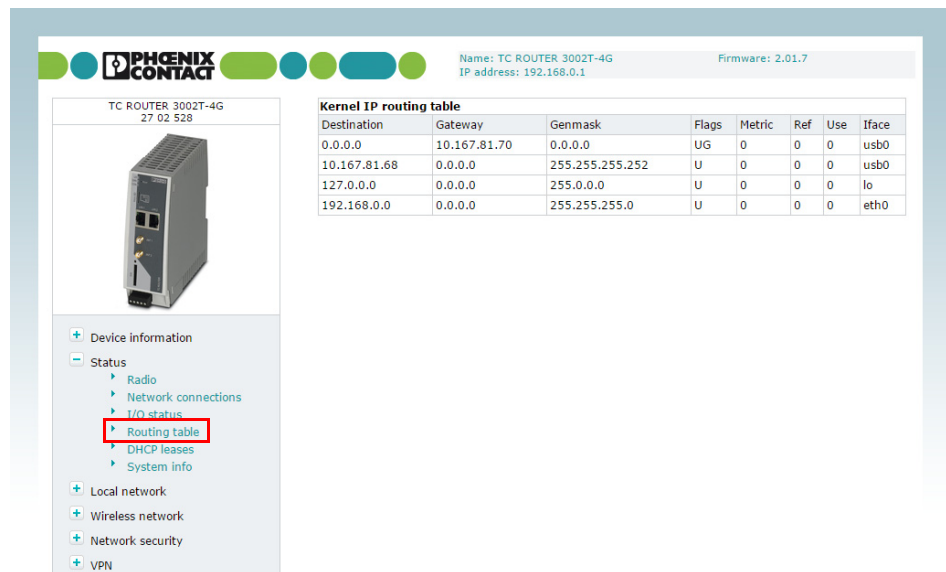 PHŒNIX
CONTACT
Name: TC ROUTER 3002T-4G Firmware: 2.01.7
IP address: 192.168.0.1
TC ROUTER 3002T-4G
27 02 528
Kernel IP routing table
Destination Gateway Genmask Flags Metric Ref Use Iface
0.0.0.0 10.167.81.70 0.0.0.0 UG 0 0 0 usb0
10.167.81.68 0.0.0.0 255.255.255.252 U 0 0 0 usb0
127.0.0.0 0.0.0.0 255.0.0.0 U 0 0 0 lo
192.168.0.0 0.0.0.0 255.255.255.0 U 0 0 0 eth0
Device information
Status
Radio
Network connections
I/O status
Routing table
DHCP leases
System info
Local network
Wireless network
Network security
VPN